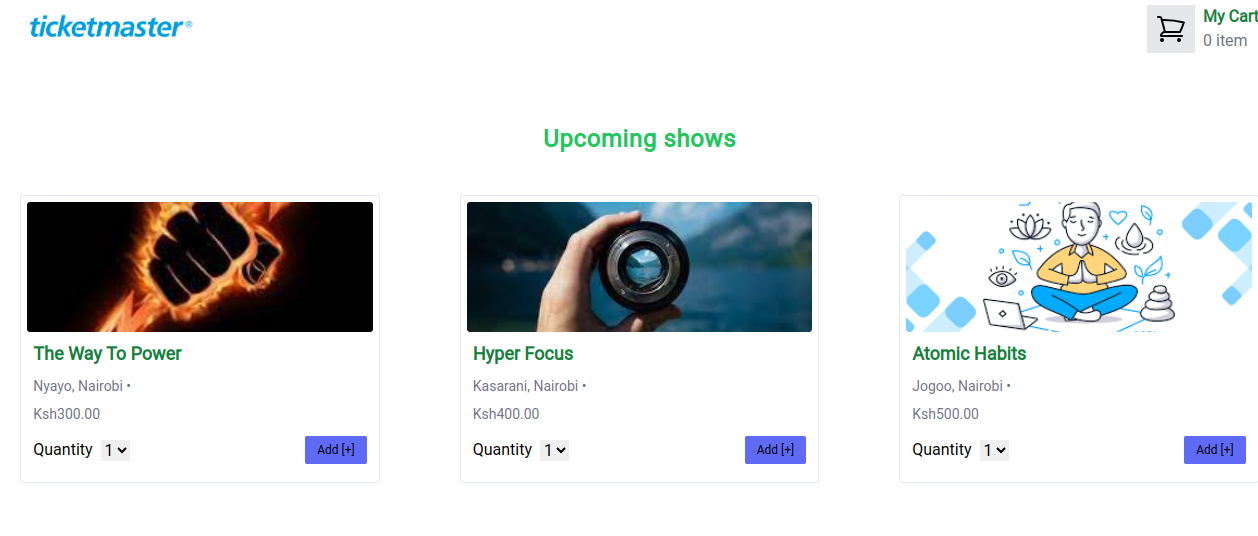 ticketmaster®
My Cart
0 item
Upcoming shows
The Way To Power
Nyayo, Nairobi •
Ksh300.00
Quantity 1 Add [+]
Hyper Focus
Kasarani, Nairobi •
Ksh400.00
Quantity 1 Add [+]
Atomic Habits
Jogoo, Nairobi •
Ksh500.00
Quantity 1 Add [+]